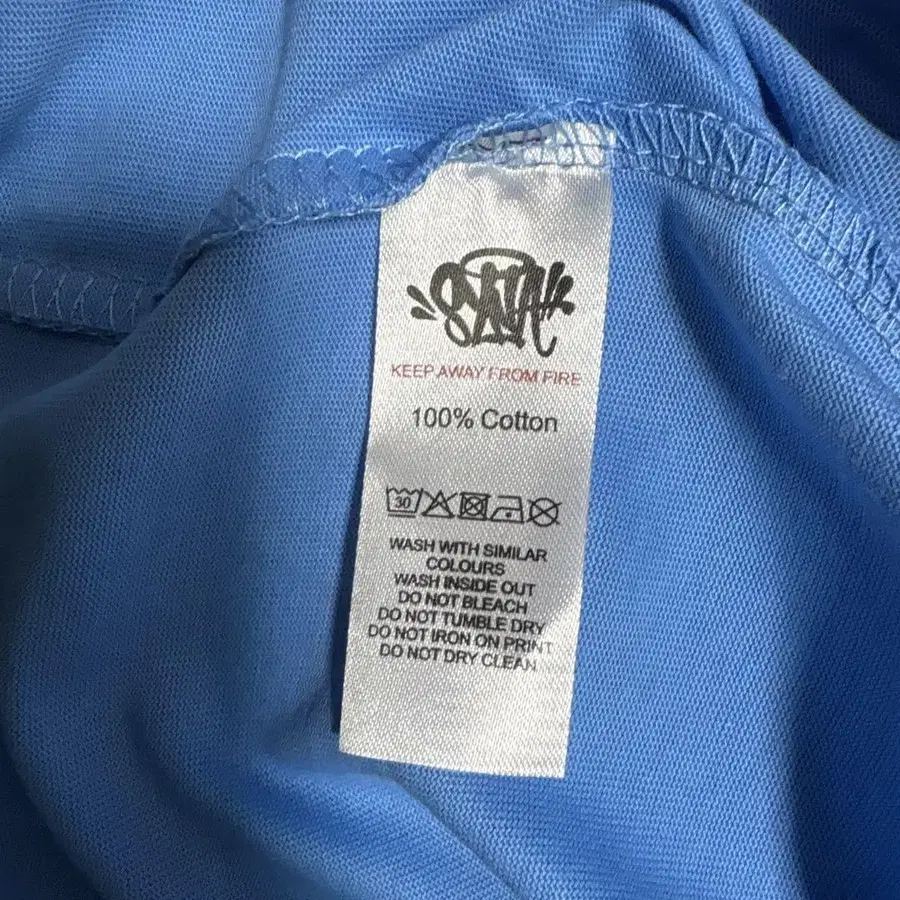 SYNA
KEEP AWAY FROM FIRE
100% Cotton
30
WASH WITH SIMILAR
COLOURS
WASH INSIDE OUT
DO NOT BLEACH
DO NOT TUMBLE DRY
DO NOT IRON ON PRINT
DO NOT DRY CLEAN